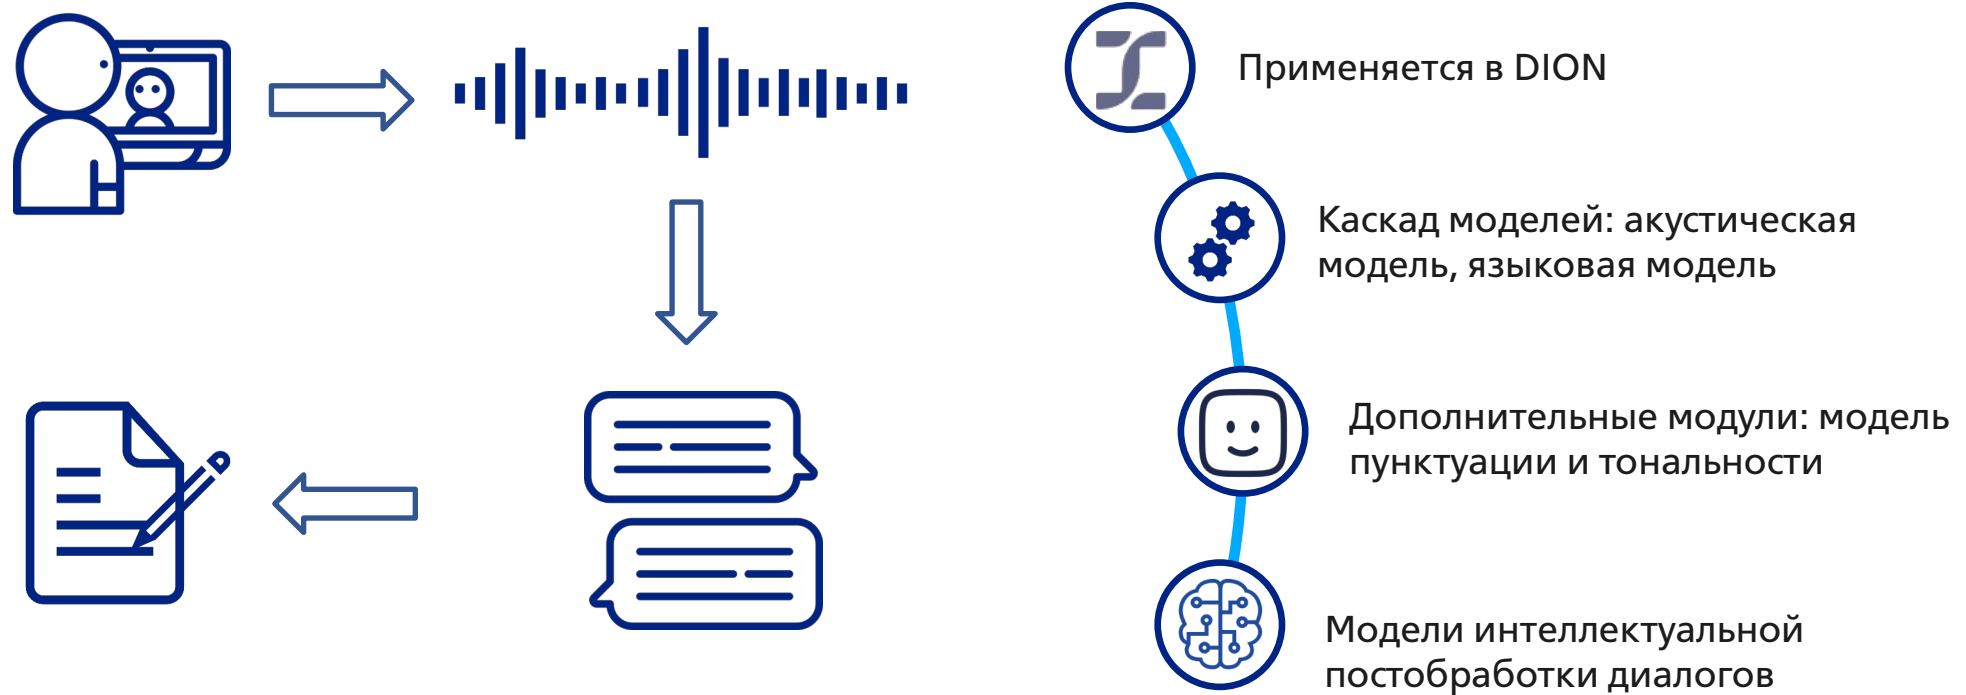 Применяется в DION
Каскад моделей: акустическая
модель, языковая модель
Дополнительные модули: модель
пунктуации и тональности
Модели интеллектуальной
постобработки диалогов